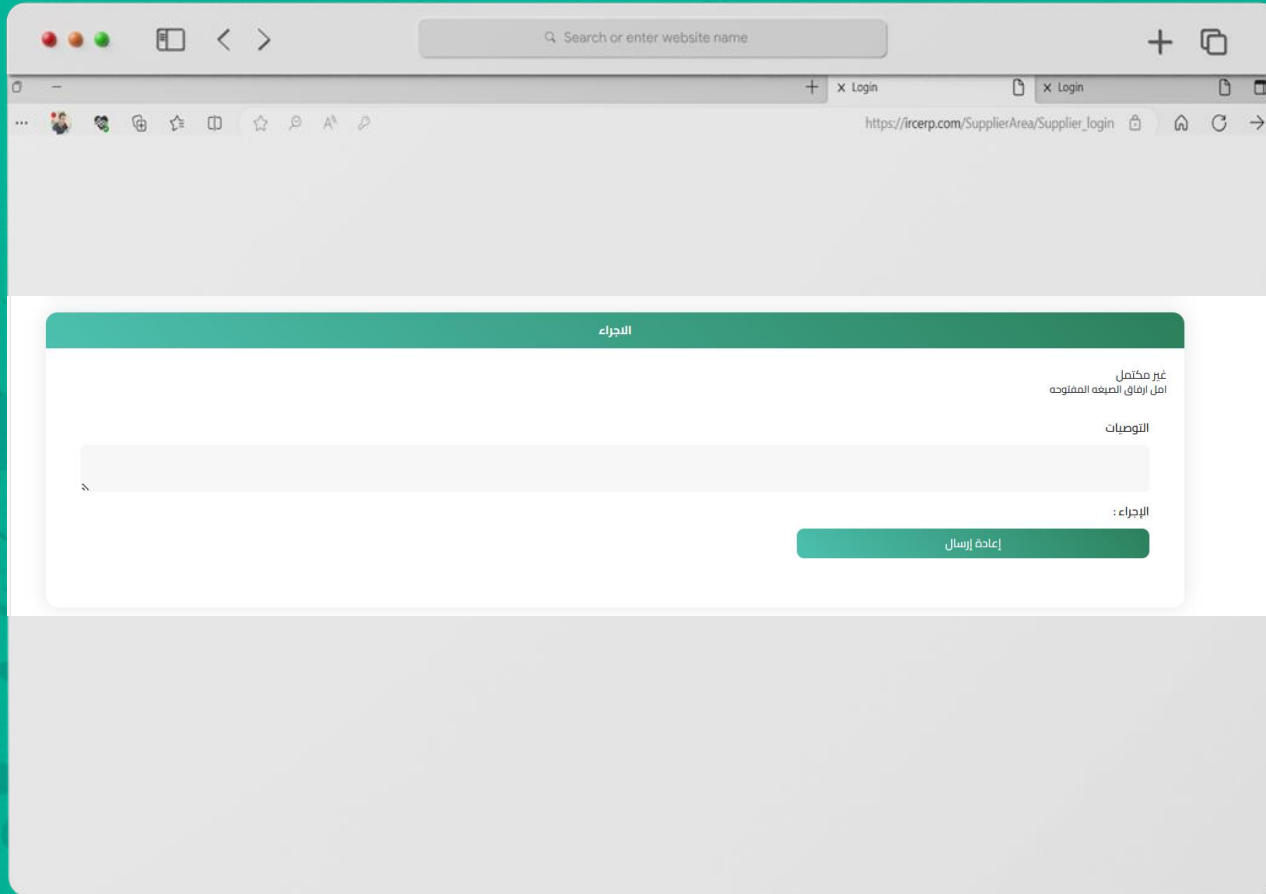 Search or enter website name
Login
Login
https://ircerp.com/SupplierArea/Supplier_login
الاجراء
غير مكتمل
امل ارفاق الصيغه المفتوحه
التوصيات
الإجراء :
إعادة إرسال